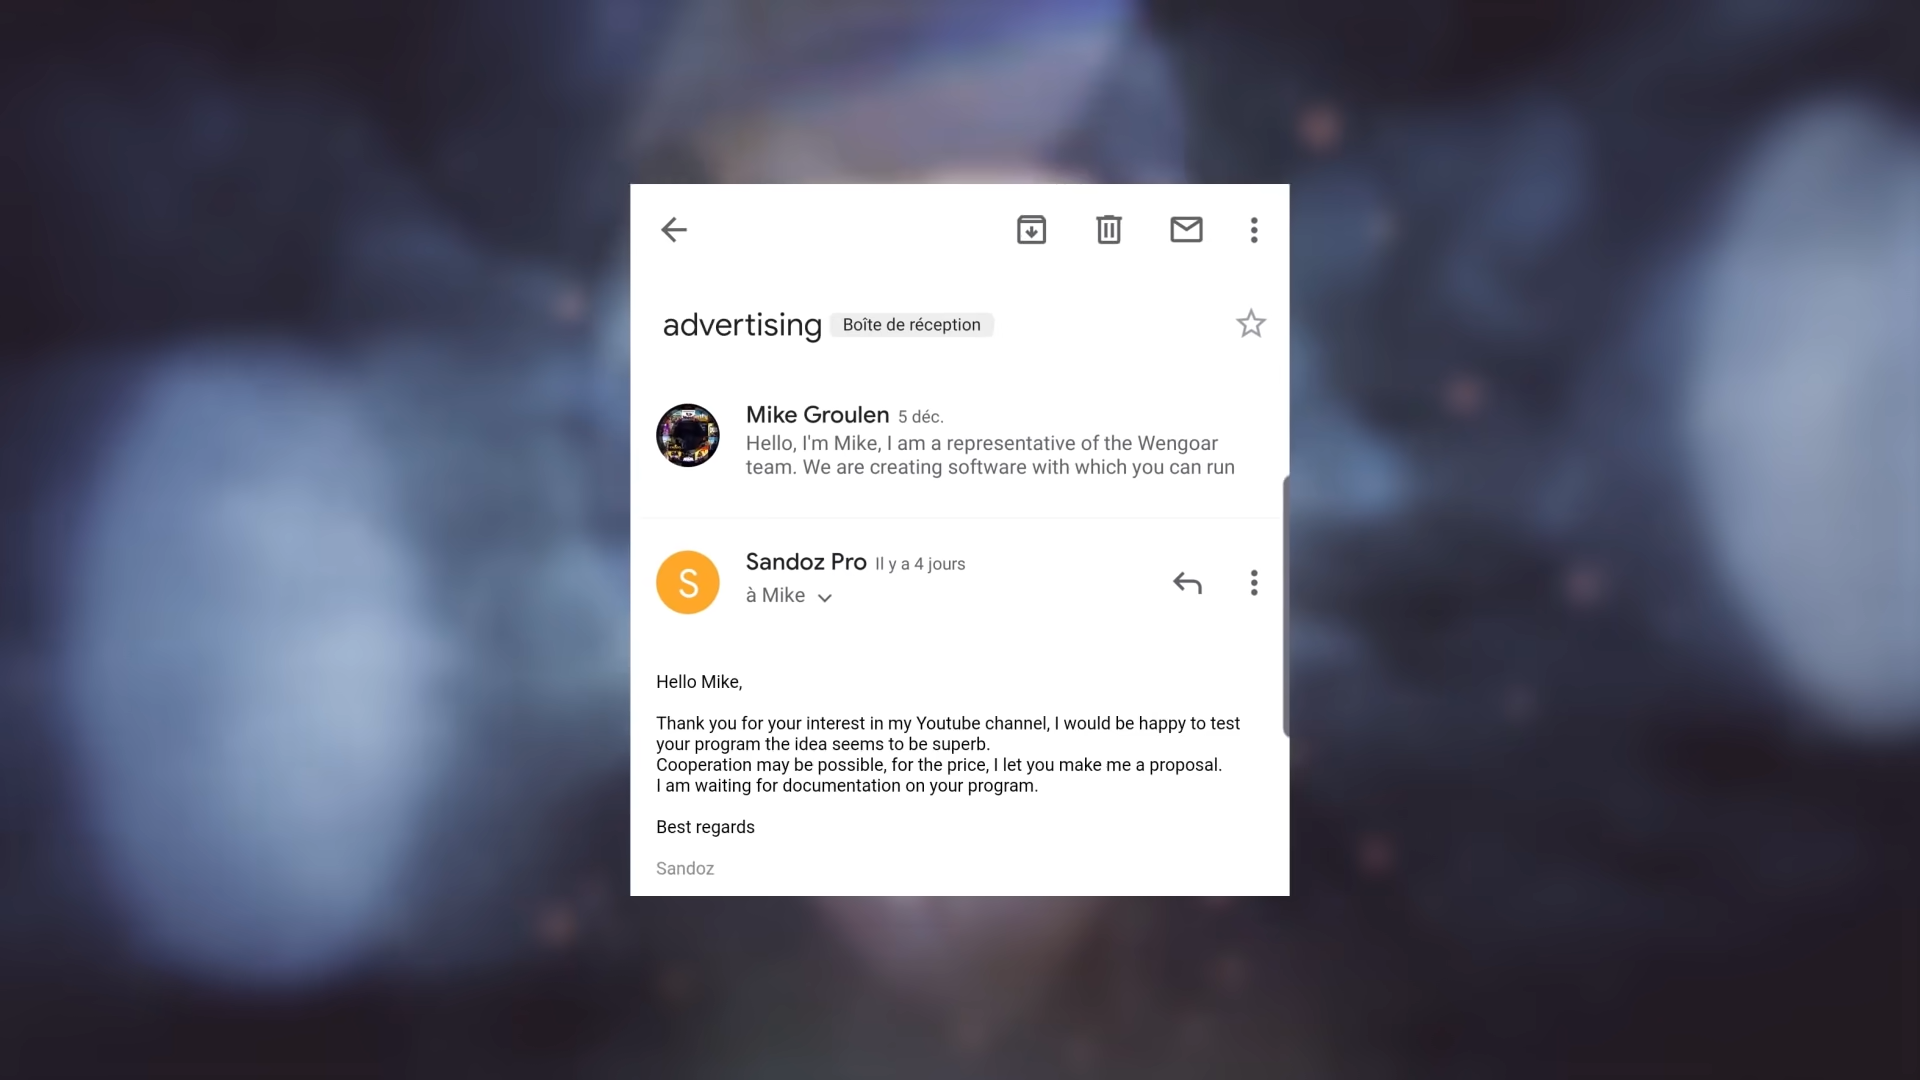 advertising Boîte de réception
Mike Groulen 5 déc.
Hello, I'm Mike, I am a representative of the Wengoar
team. We are creating software with which you can run
S
Sandoz Pro Il y a 4 jours
à Mike
Hello Mike,
Thank you for your interest in my Youtube channel, I would be happy to test
your program the idea seems to be superb.
Cooperation may be possible, for the price, I let you make me a proposal.
I am waiting for documentation on your program.
Best regards
Sandoz